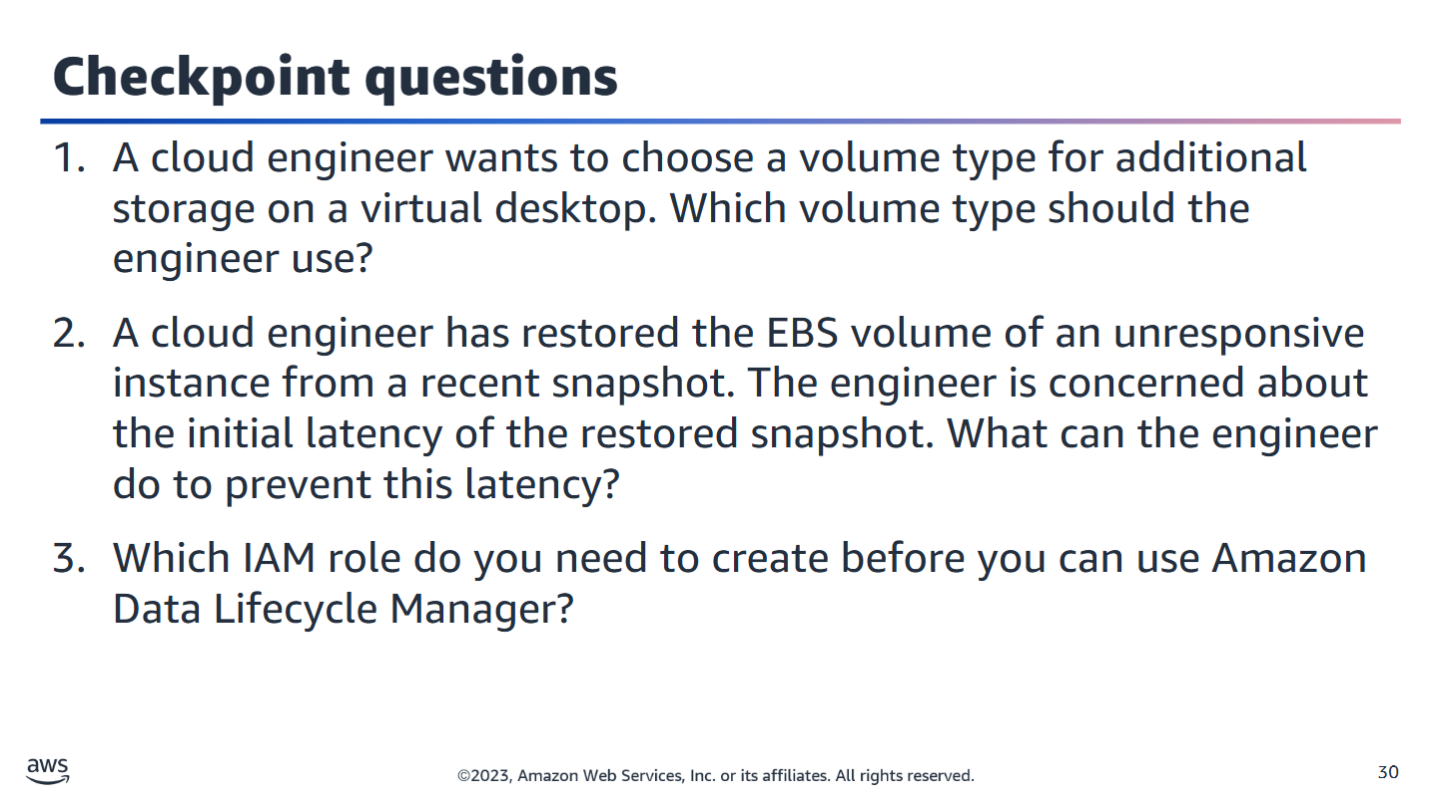 Checkpoint questions
1. A cloud engineer wants to choose a volume type for additional
storage on a virtual desktop. Which volume type should the
engineer use?
2. A cloud engineer has restored the EBS volume of an unresponsive
instance from a recent snapshot. The engineer is concerned about
the initial latency of the restored snapshot. What can the engineer
do to prevent this latency?
3. Which IAM role do you need to create before you can use Amazon
Data Lifecycle Manager?
aws
©2023, Amazon Web Services, Inc. or its affiliates. All rights reserved.
30